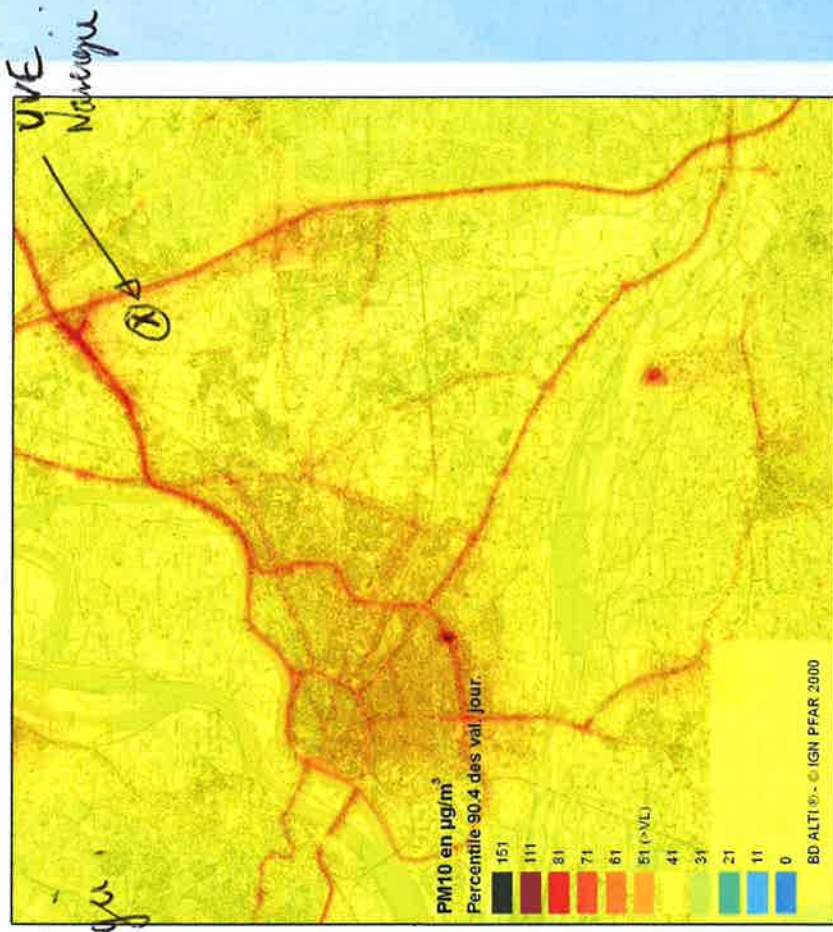 UVE
PM10 en µg/m³
Percentile 90.4 des val. jour.
151
111
81
71
61
51 (>VL)
41
31
21
11
0
BD ALTI ® - © IGN PFAR 2000